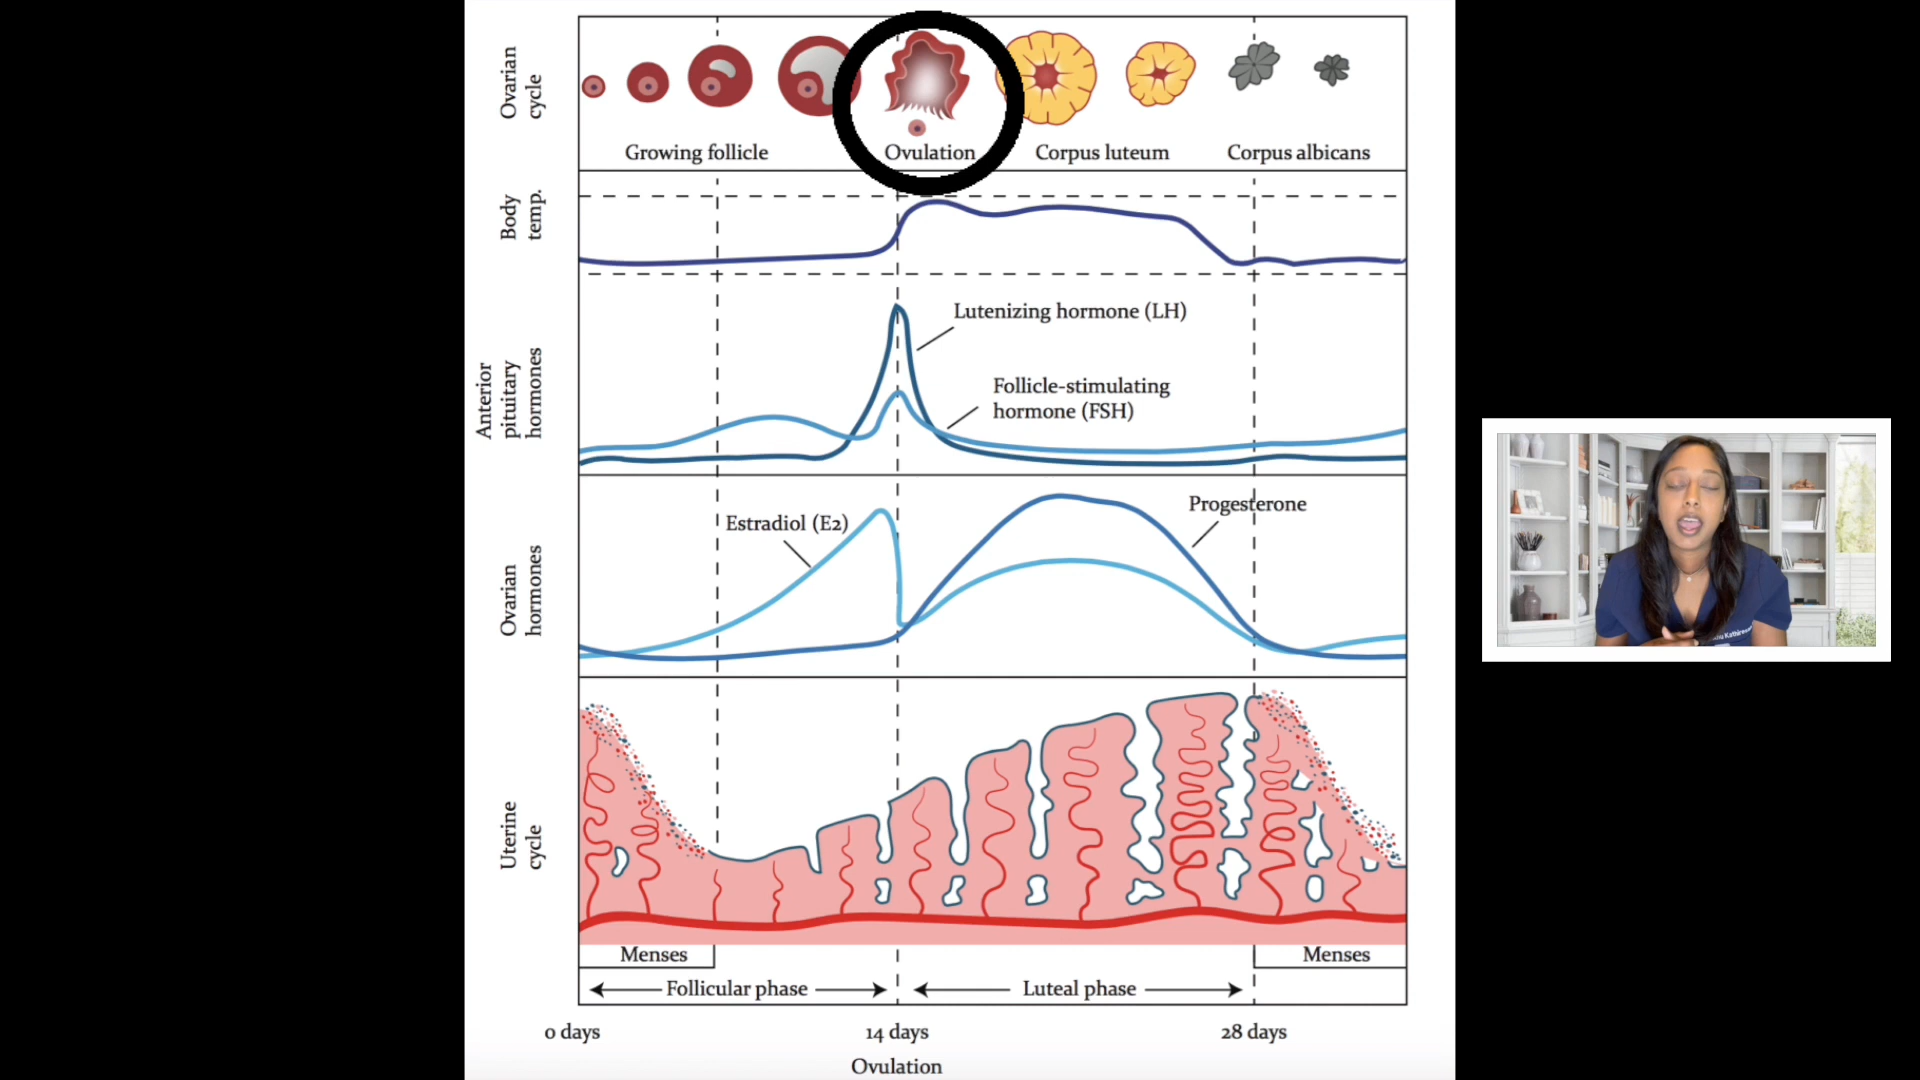 Ovarian
cycle
Growing follicle
Ovulation
Corpus luteum
Corpus albicans
Body
temp.
Anterior
pituitary
hormones
Lutenizing hormone (LH)
Follicle-stimulating
hormone (FSH)
Ovarian
hormones
Estradiol (E2)
Progesterone
Uterine
cycle
Menses
Menses
Follicular phase
Luteal phase
0 days
14 days
28 days
Ovulation